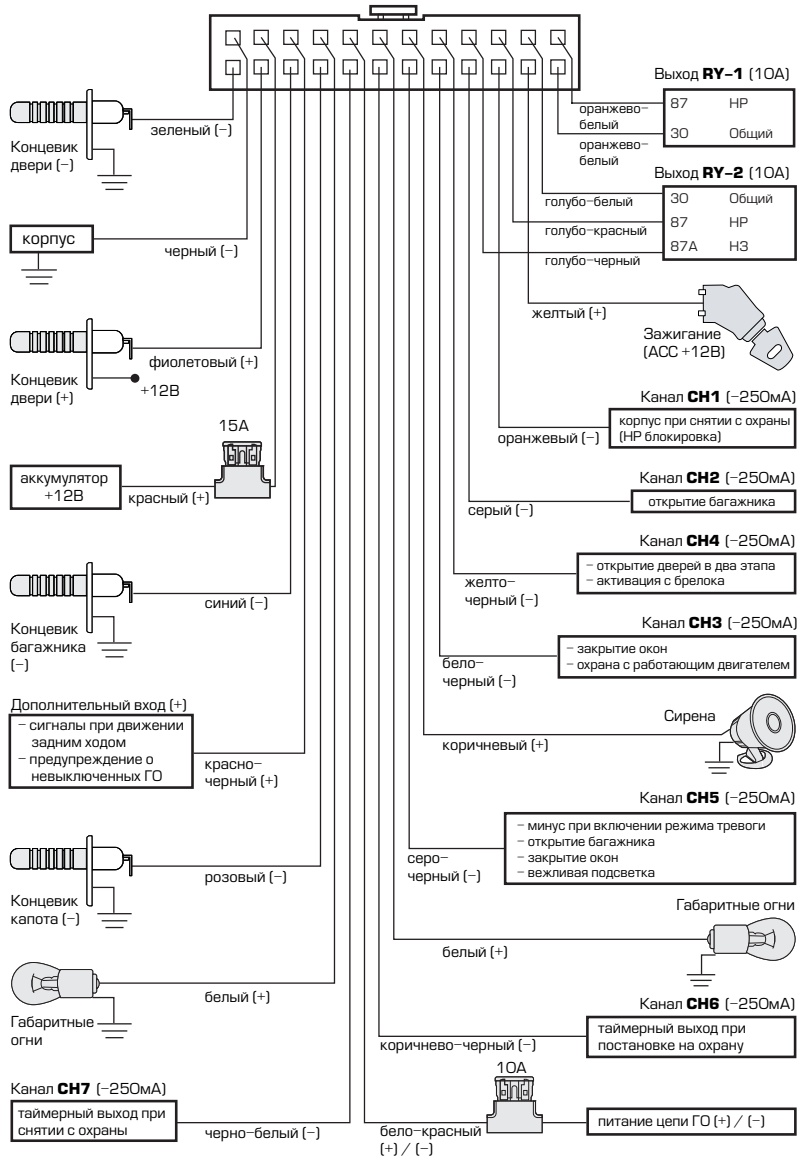 Выход RY-1 (10А)
87 НР
30 Общий
оранжево-
белый
оранжево-
белый
зеленый (-)
Концевик
двери (-)
Выход RY-2 (10А)
30 Общий
87 НР
87А НЗ
голубо-белый
голубо-красный
голубо-черный
корпус
черный (-)
желтый (+)
Зажигание
(ACC +12В)
фиолетовый (+)
Концевик
двери (+)
+12В
Канал CH1 (-250мА)
корпус при снятии с охраны
(НР блокировка)
оранжевый (-)
15А
аккумулятор
+12В
красный (+)
Канал CH2 (-250мА)
открытие багажника
серый (-)
Канал CH4 (-250мА)
- открытие дверей в два этапа
- активация с брелока
желто-
черный (-)
синий (-)
Концевик
багажника
(-)
Канал CH3 (-250мА)
- закрытие окон
- охрана с работающим двигателем
бело-
черный (-)
Дополнительный вход (+)
- сигналы при движении
задним ходом
- предупреждение о
невыключенных ГО
красно-
черный (+)
Сирена
коричневый (+)
Канал CH5 (-250мА)
- минус при включении режима тревоги
- открытие багажника
- закрытие окон
- вежливая подсветка
серо-
черный (-)
розовый (-)
Концевик
капота (-)
Габаритные огни
белый (+)
белый (+)
Габаритные
огни
Канал CH6 (-250мА)
таймерный выход при
постановке на охрану
коричнево-черный (-)
Канал CH7 (-250мА)
таймерный выход при
снятии с охраны
черно-белый (-)
10А
бело-красный
(+) / (-)
питание цепи ГО (+) / (-)